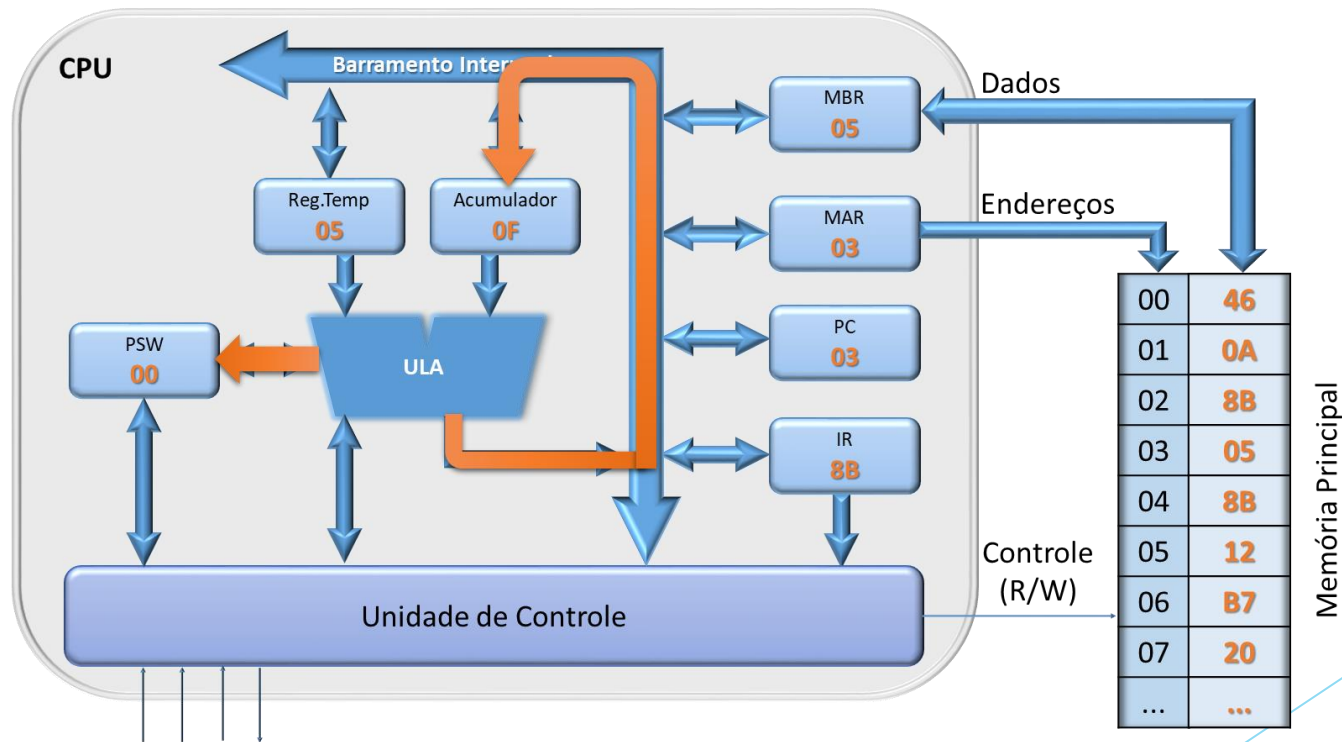 CPU
Barramento
Dados
MBR
05
Reg.Temp
05
Acumulador
0F
MAR
03
Endereços
PSW
00
ULA
PC
03
IR
8B
Unidade de Controle
Controle
(R/W)
00 46
01 0A
02 8B
03 05
04 8B
05 12
06 B7
07 20
... ...
Memória Principal